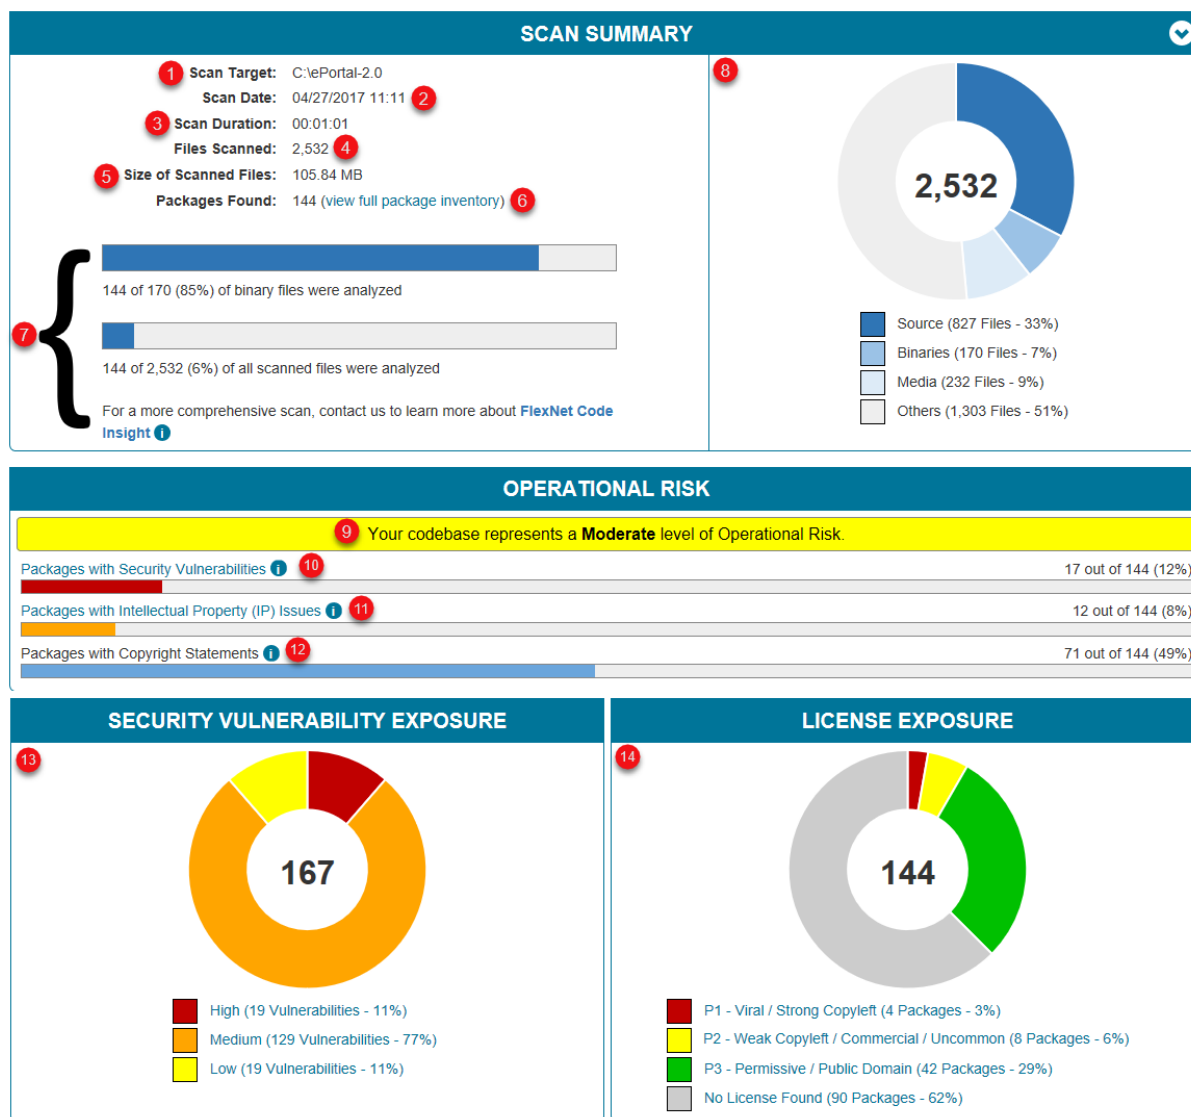 SCAN SUMMARY
1 Scan Target: C:\ePortal-2.0
Scan Date: 04/27/2017 11:11 2
3 Scan Duration: 00:01:01
Files Scanned: 2,532 4
5 Size of Scanned Files: 105.84 MB
Packages Found: 144 (view full package inventory) 6
7
144 of 170 (85%) of binary files were analyzed
144 of 2,532 (6%) of all scanned files were analyzed
For a more comprehensive scan, contact us to learn more about FlexNet Code
Insight i
8
2,532
Source (827 Files - 33%)
Binaries (170 Files - 7%)
Media (232 Files - 9%)
Others (1,303 Files - 51%)
OPERATIONAL RISK
9 Your codebase represents a Moderate level of Operational Risk.
Packages with Security Vulnerabilities i 10 17 out of 144 (12%)
Packages with Intellectual Property (IP) Issues i 11 12 out of 144 (8%)
Packages with Copyright Statements i 12 71 out of 144 (49%)
SECURITY VULNERABILITY EXPOSURE
13
167
High (19 Vulnerabilities - 11%)
Medium (129 Vulnerabilities - 77%)
Low (19 Vulnerabilities - 11%)
LICENSE EXPOSURE
14
144
P1 - Viral / Strong Copyleft (4 Packages - 3%)
P2 - Weak Copyleft / Commercial / Uncommon (8 Packages - 6%)
P3 - Permissive / Public Domain (42 Packages - 29%)
No License Found (90 Packages - 62%)